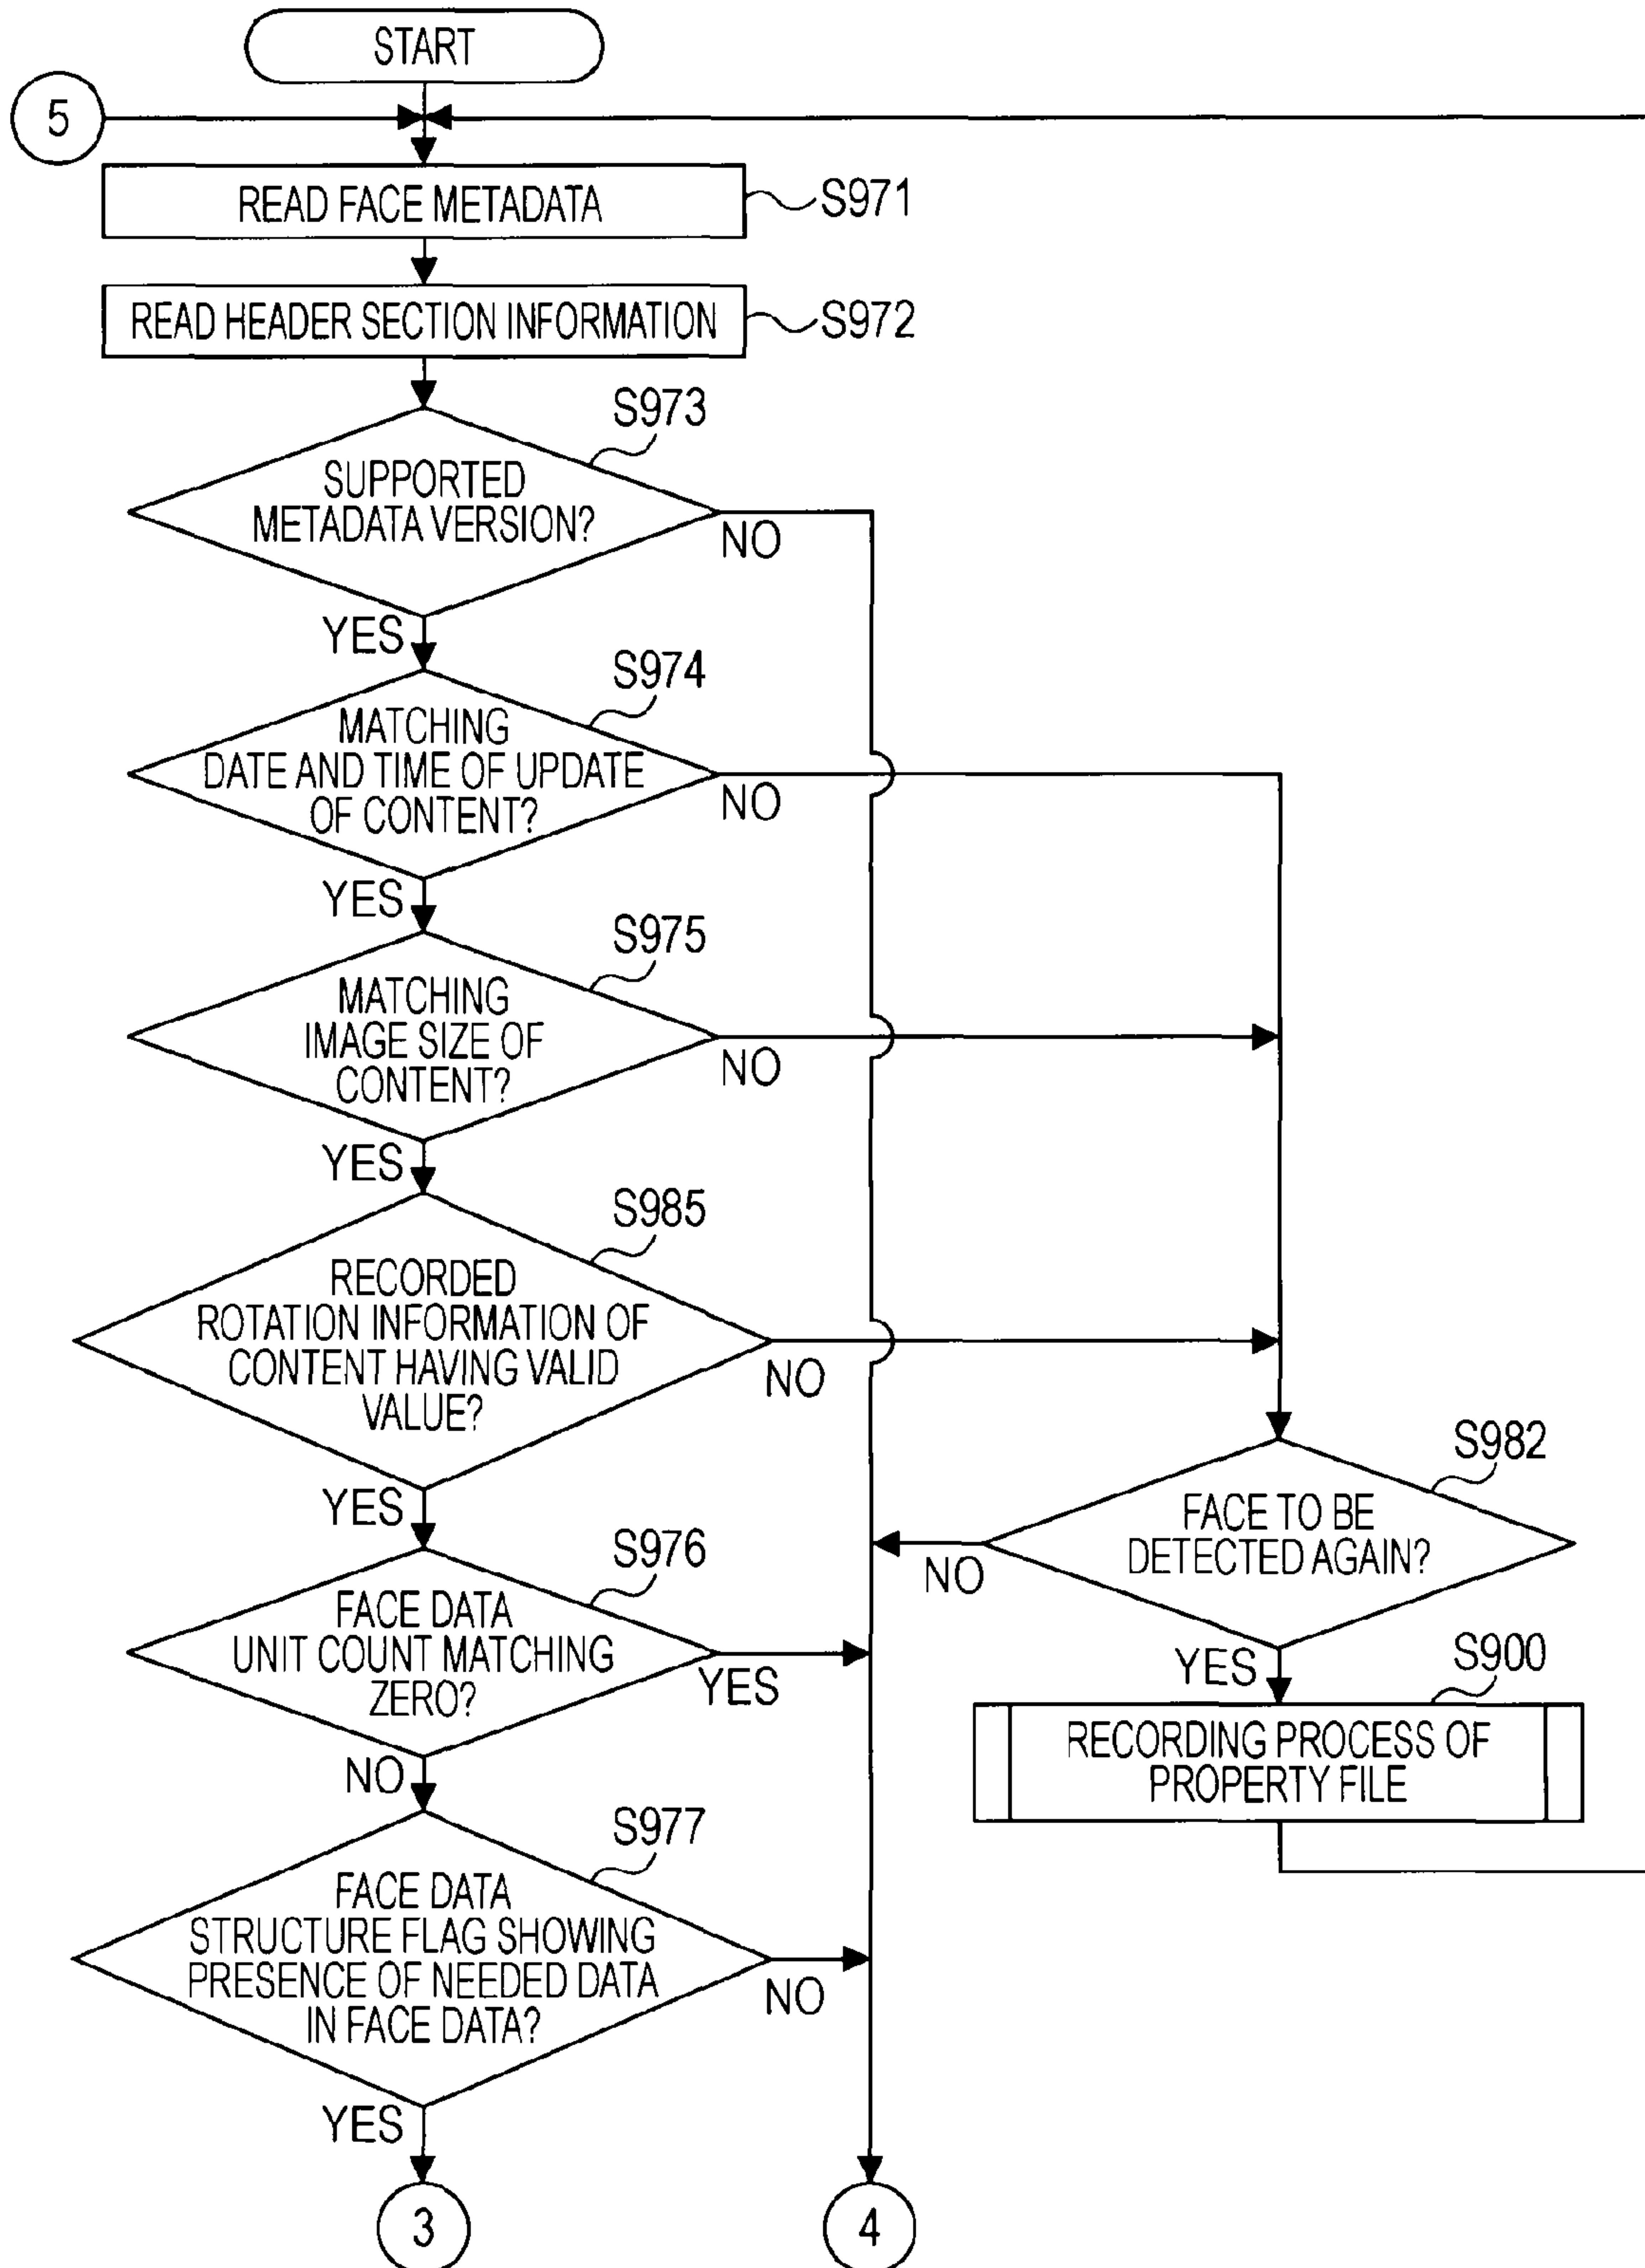 START
5
READ FACE METADATA
S971
READ HEADER SECTION INFORMATION
S972
S973
SUPPORTED
METADATA VERSION?
NO
YES
S974
MATCHING
DATE AND TIME OF UPDATE
OF CONTENT?
NO
YES
S975
MATCHING
IMAGE SIZE OF
CONTENT?
NO
YES
S985
RECORDED
ROTATION INFORMATION OF
CONTENT HAVING VALID
VALUE?
NO
YES
S982
FACE TO BE
DETECTED AGAIN?
NO
YES
S976
FACE DATA
UNIT COUNT MATCHING
ZERO?
YES
NO
S900
RECORDING PROCESS OF
PROPERTY FILE
S977
FACE DATA
STRUCTURE FLAG SHOWING
PRESENCE OF NEEDED DATA
IN FACE DATA?
NO
YES
3
4